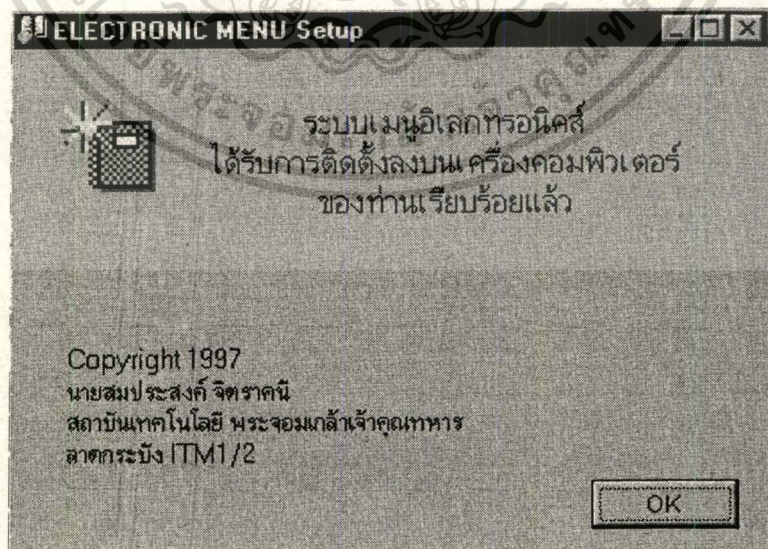 ELECTRONIC MENU Setup
ระบบเมนูอิเลกทรอนิคส์
ได้รับการติดตั้งลงบนเครื่องคอมพิวเตอร์
ของท่านเรียบร้อยแล้ว
Copyright 1997
นายสมประสงค์ จิตราคนี
สถาบันเทคโนโลยี พระจอมเกล้าเจ้าคุณทหาร
ลาดกระบัง ITM1/2
OK